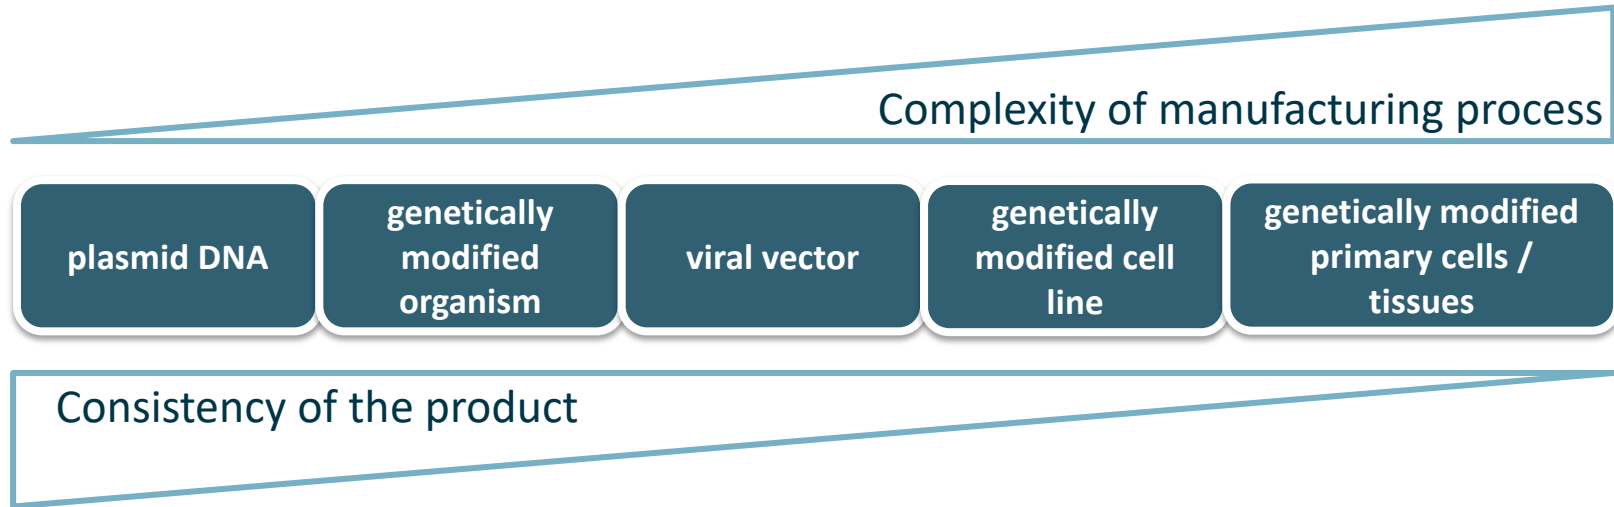 Complexity of manufacturing process
plasmid DNA
genetically
modified
organism
viral vector
genetically
modified cell
line
genetically modified
primary cells /
tissues
Consistency of the product